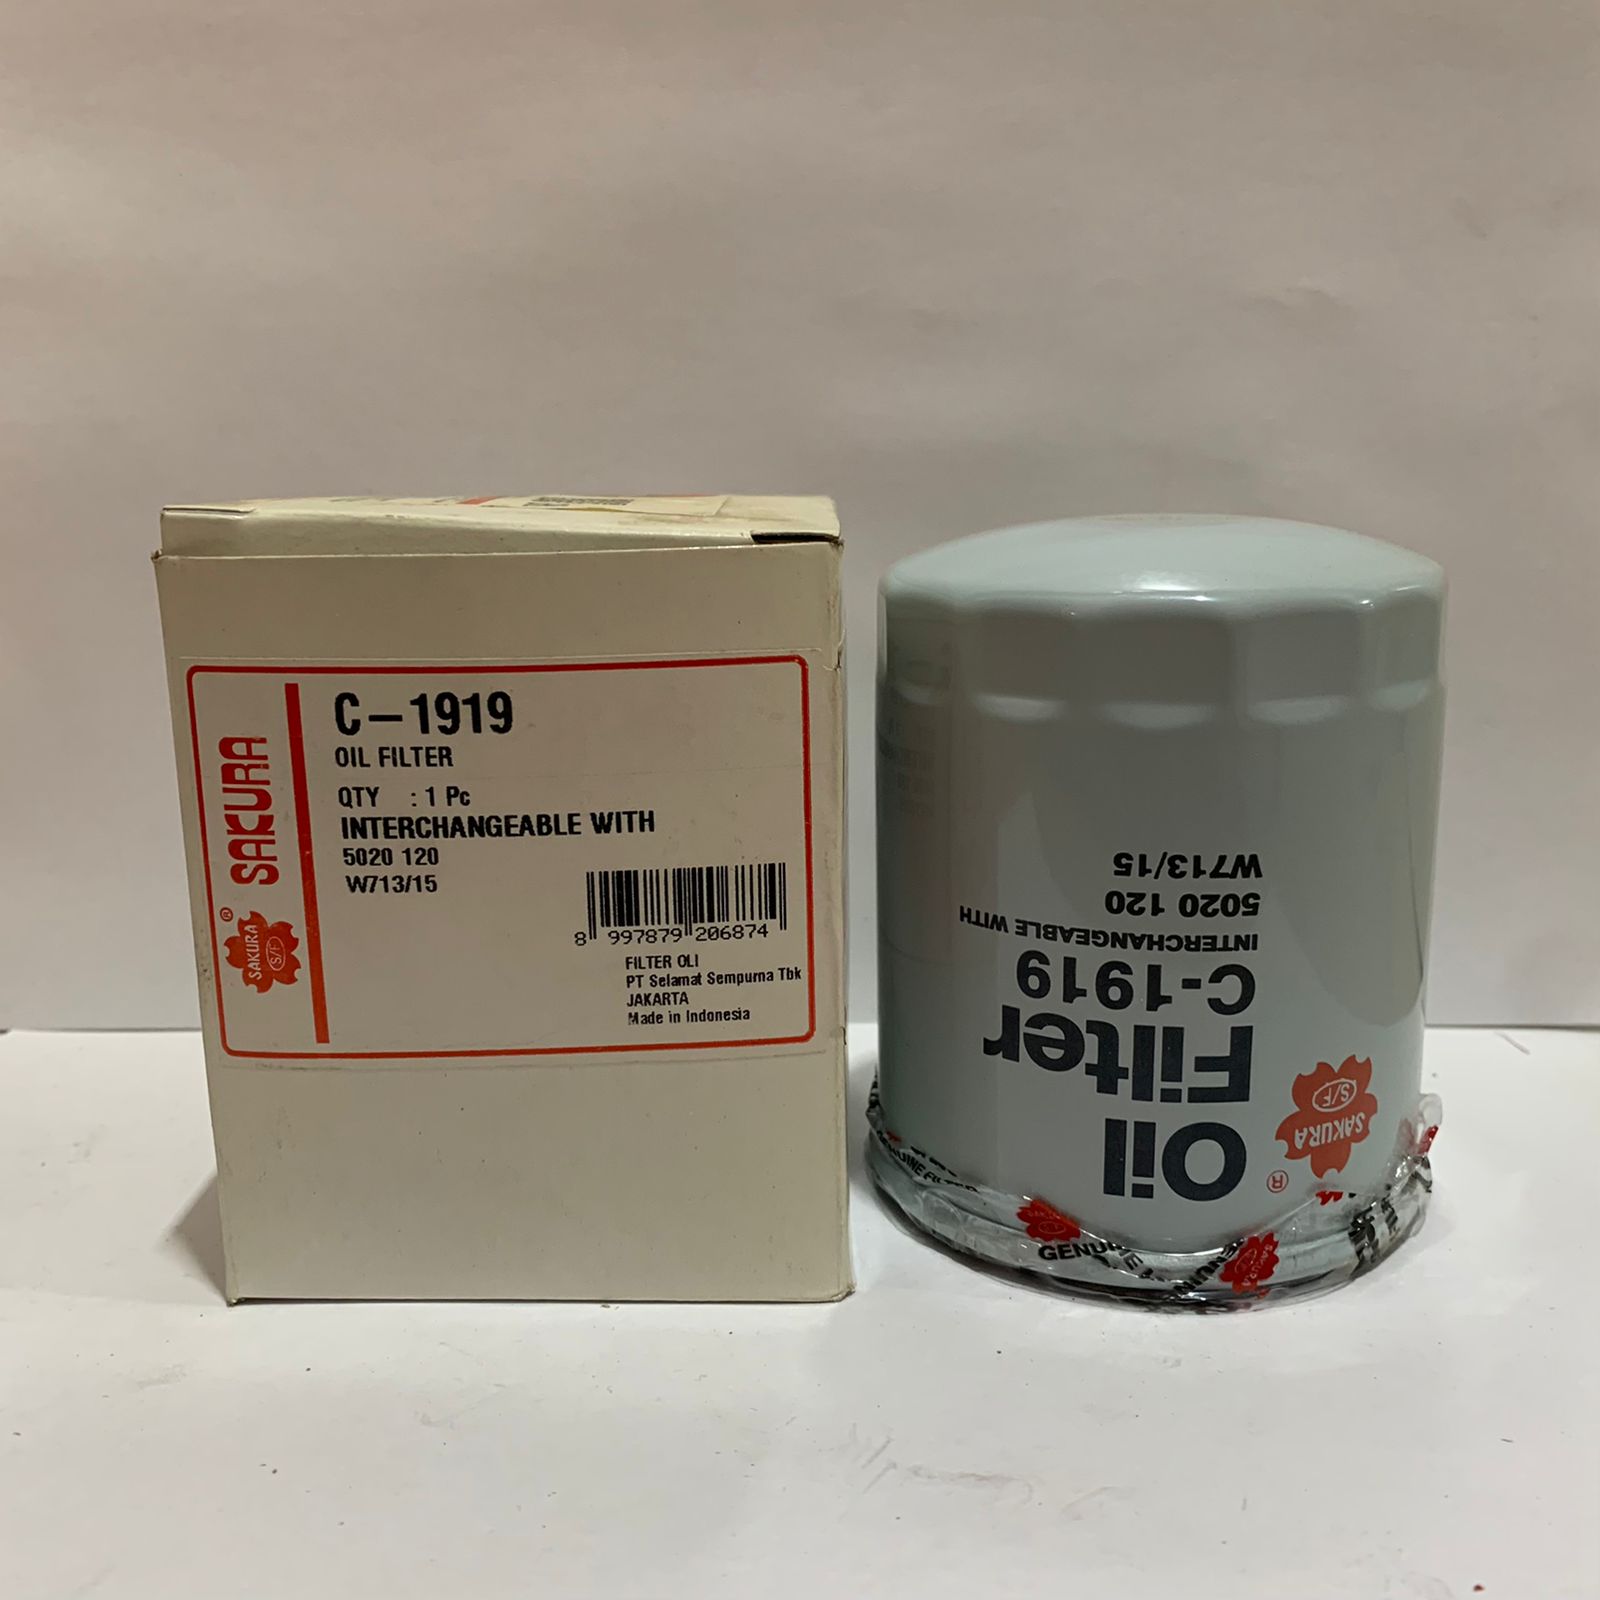 SAKURA
SAKURA
S/F
®
C-1919
OIL FILTER
QTY : 1 Pc
INTERCHANGEABLE WITH
5020 120
W713/15
8 997879 206874
FILTER OLI
PT Selamat Sempurna Tbk
JAKARTA
Made in Indonesia
Oil
Filter
C-1919
INTERCHANGEABLE WITH
5020 120
W713/15
SAKURA
S/F
®
GENUINE